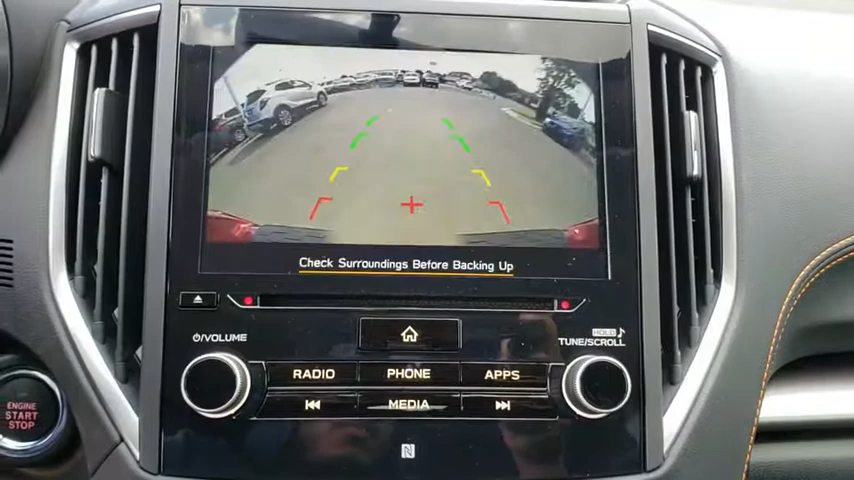 Check Surroundings Before Backing Up
VOLUME
HOLD
TUNE/SCROLL
RADIO
PHONE
APPS
MEDIA
ENGINE
START
STOP
N